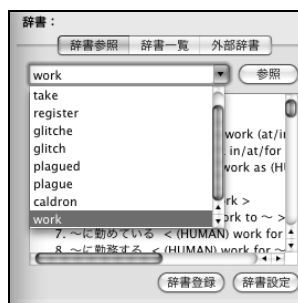 辞書：
辞書参照 辞書一覧 外部辞書
work 参照
take
register
glitche
glitch work (at/in
plagued in/at/for
plague work as (H
caldron
work rk >
ork to ～ >
7. ～に勤めている < (HUMAN) work for
8. ～に勤務する < (HUMAN) work for ～
辞書登録 辞書設定